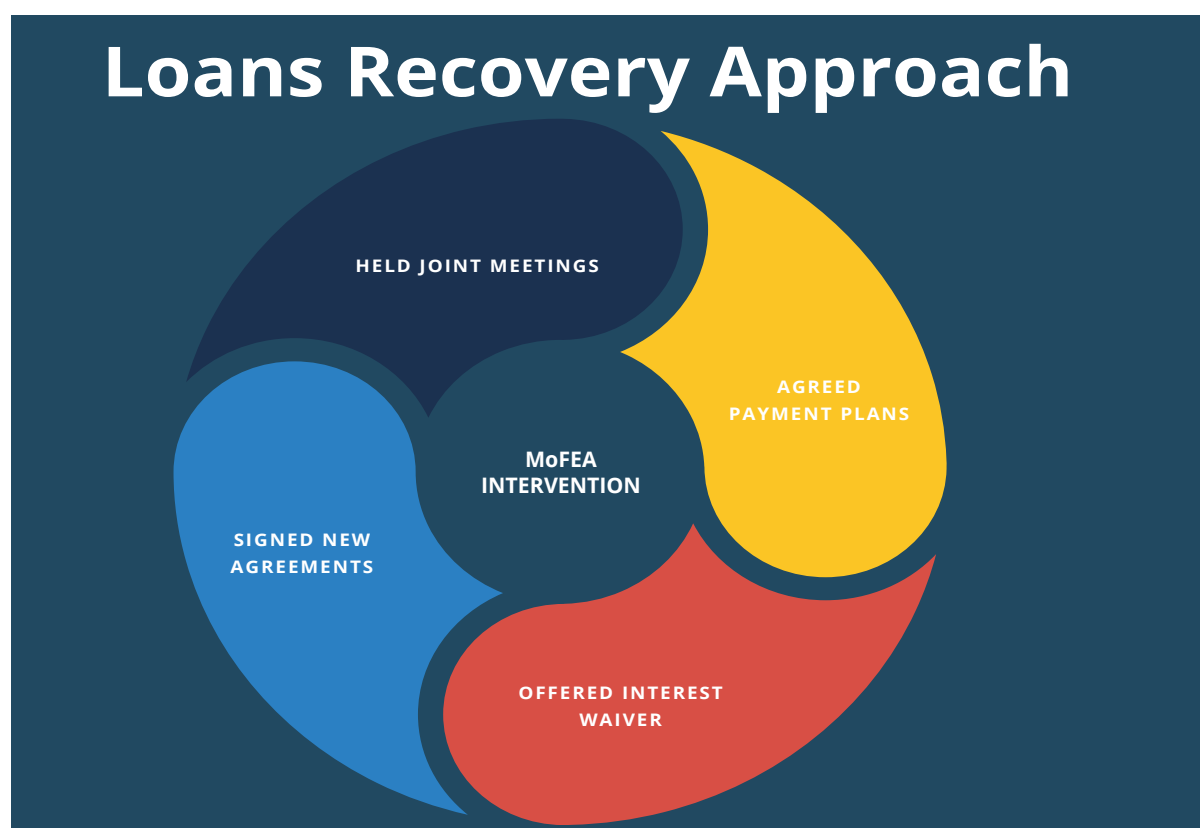 Loans Recovery Approach
HELD JOINT MEETINGS
AGREED
PAYMENT PLANS
MoFEA
INTERVENTION
SIGNED NEW
AGREEMENTS
OFFERED INTEREST
WAIVER